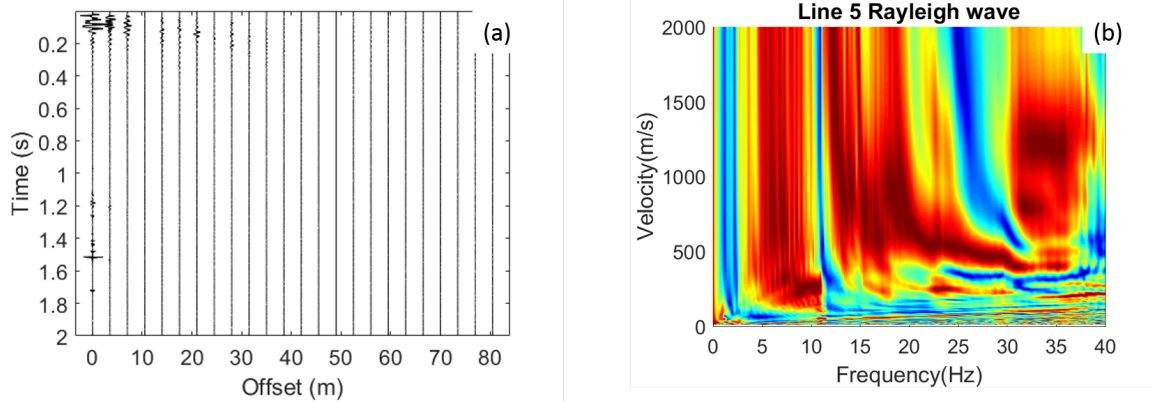 (a)
0.2
0.4
0.6
0.8
1
1.2
1.4
1.6
1.8
2
Time (s)
0 10 20 30 40 50 60 70 80
Offset (m)
Line 5 Rayleigh wave
(b)
2000
1500
1000
500
0
Velocity(m/s)
0 5 10 15 20 25 30 35 40
Frequency(Hz)